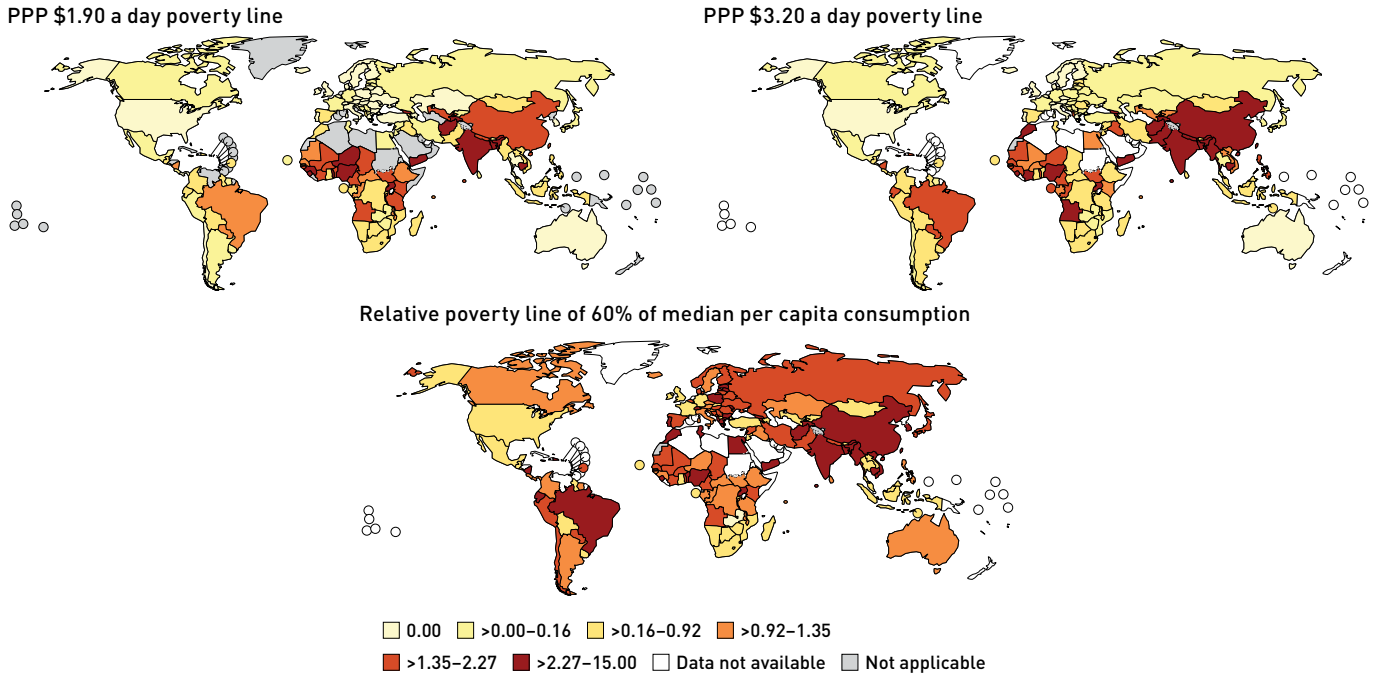 PPP $1.90 a day poverty line
PPP $3.20 a day poverty line
Relative poverty line of 60% of median per capita consumption
0.00 >0.00–0.16 >0.16–0.92 >0.92–1.35
>1.35–2.27 >2.27–15.00 Data not available Not applicable